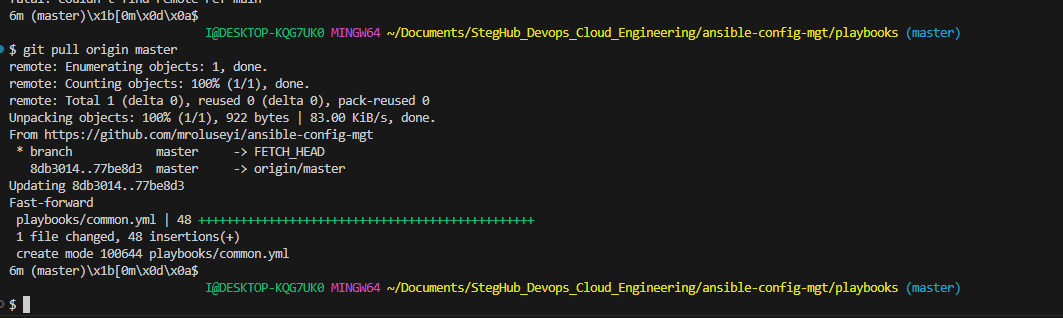 fatal: couldn't find remote ref main
6m (master)\x1b[0m\x0d\x0a$
I@DESKTOP-KQG7UK0 MINGW64 ~/Documents/StegHub_Devops_Cloud_Engineering/ansible-config-mgt/playbooks (master)
$ git pull origin master
remote: Enumerating objects: 1, done.
remote: Counting objects: 100% (1/1), done.
remote: Total 1 (delta 0), reused 0 (delta 0), pack-reused 0
Unpacking objects: 100% (1/1), 922 bytes | 83.00 KiB/s, done.
From https://github.com/mroluseyi/ansible-config-mgt
 * branch            master     -> FETCH_HEAD
   8db3014..77be8d3  master     -> origin/master
Updating 8db3014..77be8d3
Fast-forward
 playbooks/common.yml | 48 ++++++++++++++++++++++++++++++++++++++++++++++++
 1 file changed, 48 insertions(+)
 create mode 100644 playbooks/common.yml
6m (master)\x1b[0m\x0d\x0a$
I@DESKTOP-KQG7UK0 MINGW64 ~/Documents/StegHub_Devops_Cloud_Engineering/ansible-config-mgt/playbooks (master)
$